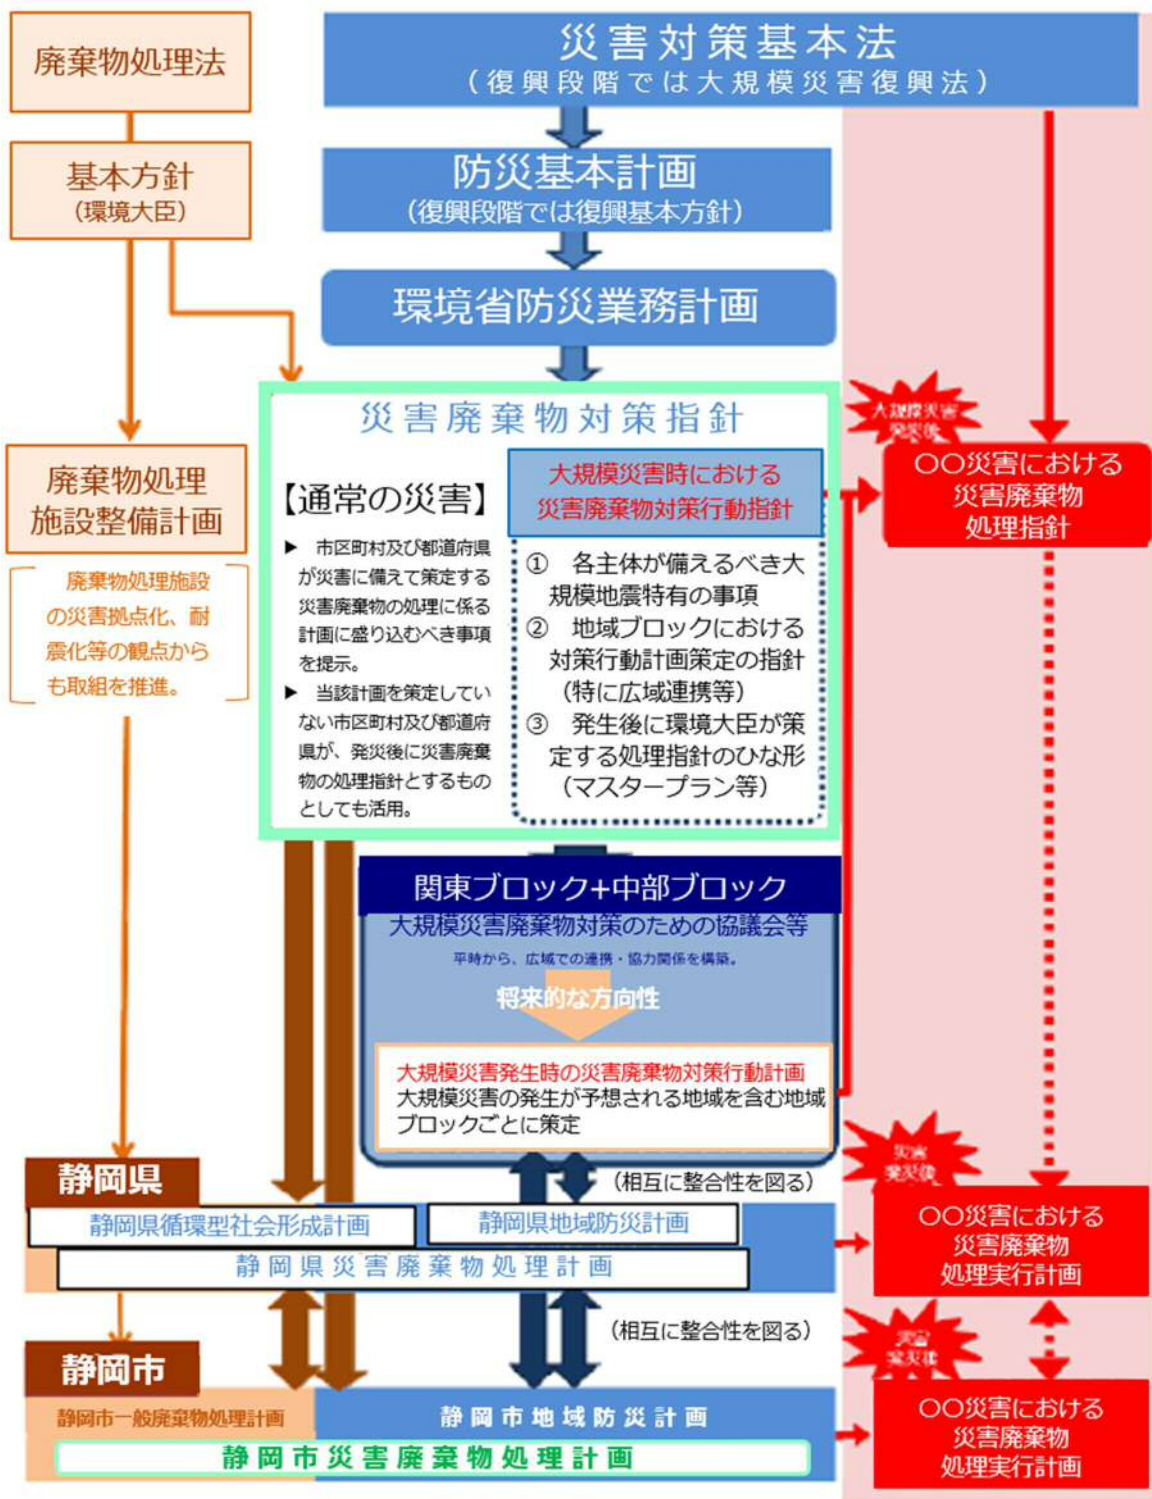 廃棄物処理法
災害対策基本法
(復興段階では大規模災害復興法)
基本方針
(環境大臣)
防災基本計画
(復興段階では復興基本方針)
環境省防災業務計画
災害廃棄物対策指針
【通常の災害】
▶ 市区町村及び都道府県
が災害に備えて策定する
災害廃棄物の処理に係る
計画に盛り込むべき事項
を提示。
▶ 当該計画を策定してい
ない市区町村及び都道府
県が、発災後に災害廃棄
物の処理指針とするもの
としても活用。
大規模災害時における
災害廃棄物対策行動指針
① 各主体が備えるべき大
規模地震特有の事項
② 地域ブロックにおける
対策行動計画策定の指針
(特に広域連携等)
③ 発生後に環境大臣が策
定する処理指針のひな形
(マスタープラン等)
大規模災害
発災後
〇〇災害における
災害廃棄物
処理指針
廃棄物処理
施設整備計画
廃棄物処理施設
の災害拠点化、耐
震化等の観点から
も取組を推進。
関東ブロック+中部ブロック
大規模災害廃棄物対策のための協議会等
平時から、広域での連携・協力関係を構築。
将来的な方向性
大規模災害発生時の災害廃棄物対策行動計画
大規模災害の発生が予想される地域を含む地域
ブロックごとに策定
静岡県
(相互に整合性を図る)
静岡県循環型社会形成計画
静岡県地域防災計画
静岡県災害廃棄物処理計画
災害
発災後
〇〇災害における
災害廃棄物
処理実行計画
(相互に整合性を図る)
静岡市
静岡市一般廃棄物処理計画
静岡市地域防災計画
静岡市災害廃棄物処理計画
災害
発災後
〇〇災害における
災害廃棄物
処理実行計画